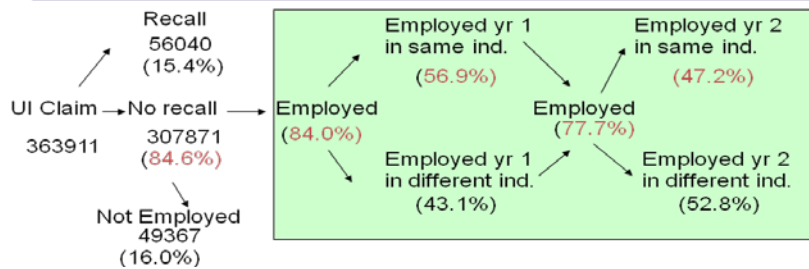 Recall
56040
(15.4%)
UI Claim
363911
No recall
307871
(84.6%)
Not Employed
49367
(16.0%)
Employed
(84.0%)
Employed yr 1
in same ind.
(56.9%)
Employed yr 1
in different ind.
(43.1%)
Employed
(77.7%)
Employed yr 2
in same ind.
(47.2%)
Employed yr 2
in different ind.
(52.8%)